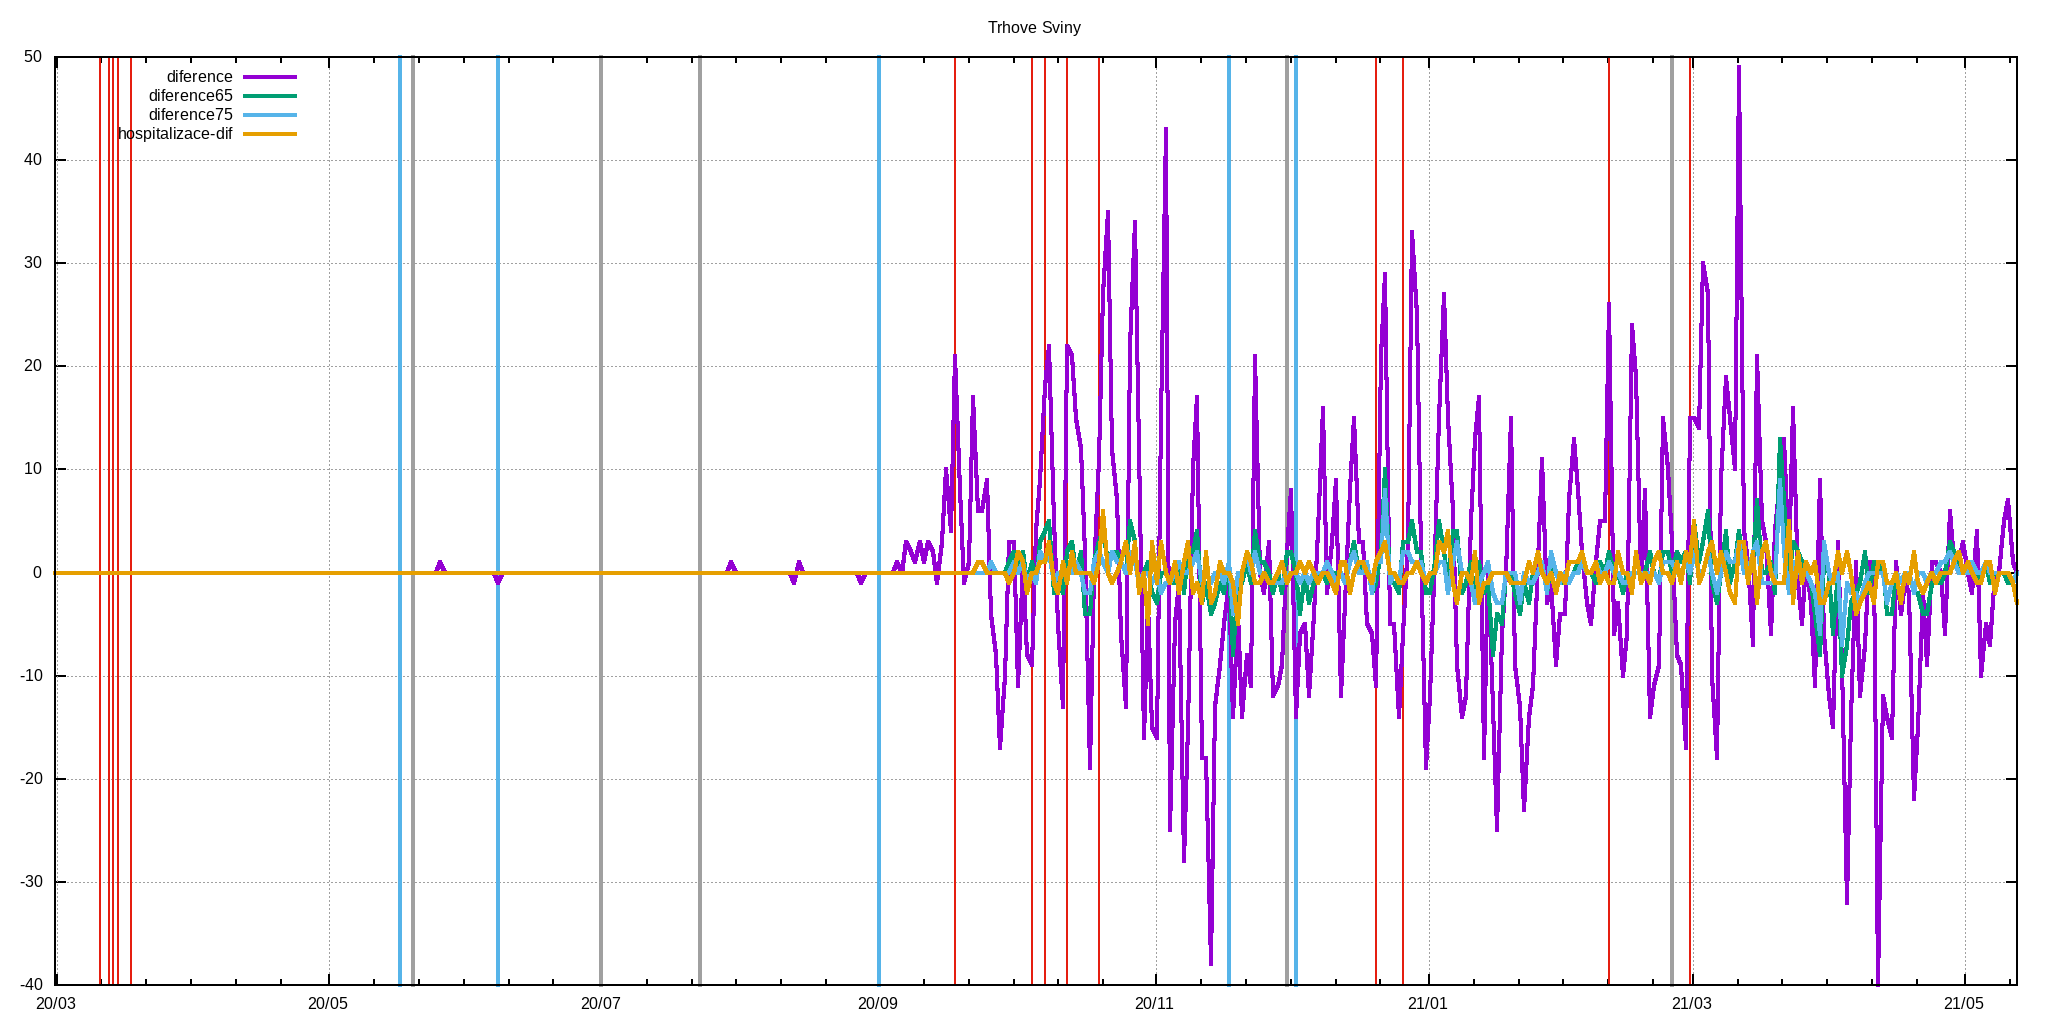 Trhove Sviny
50
40
30
20
10
0
-10
-20
-30
-40
diference
diference65
diference75
hospitalizace-dif
20/03 20/05 20/07 20/09 20/11 21/01 21/03 21/05